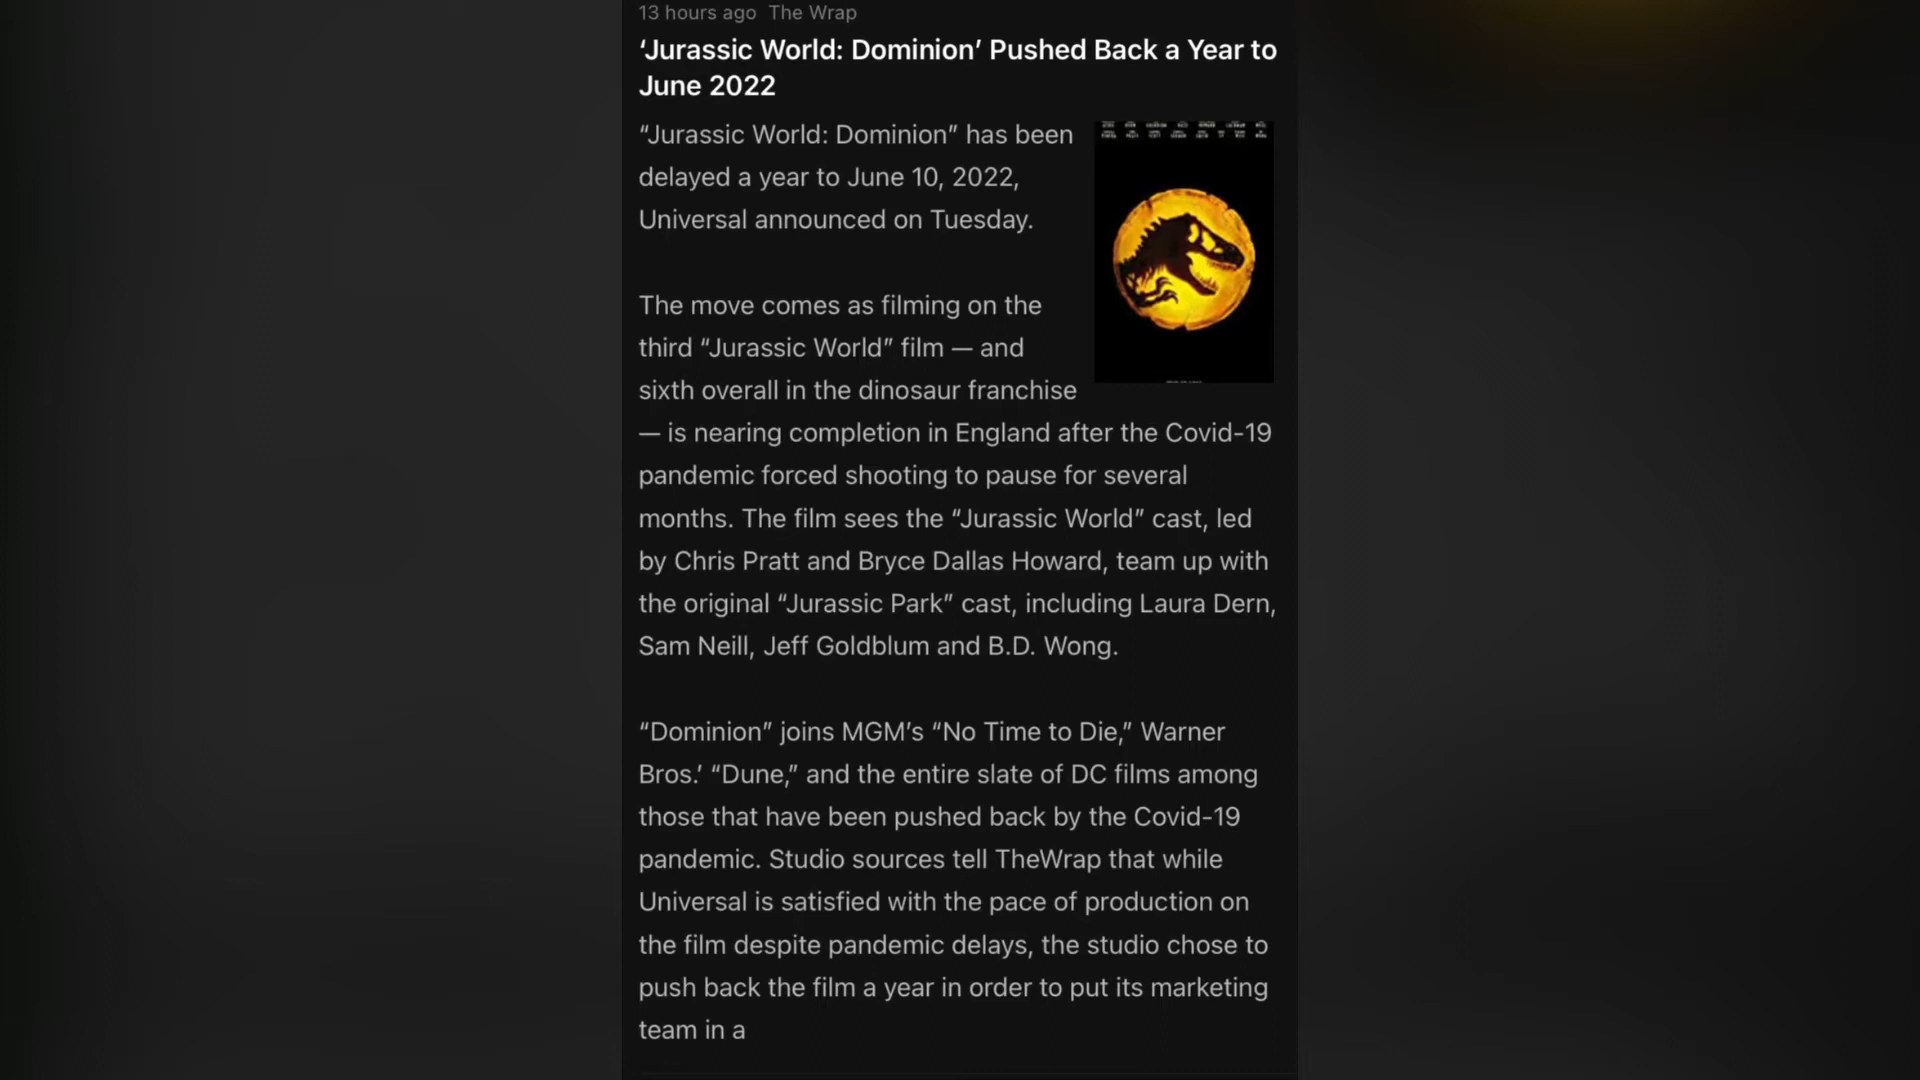 13 hours ago The Wrap
‘Jurassic World: Dominion’ Pushed Back a Year to
June 2022
“Jurassic World: Dominion” has been
delayed a year to June 10, 2022,
Universal announced on Tuesday.
The move comes as filming on the
third “Jurassic World” film — and
sixth overall in the dinosaur franchise
— is nearing completion in England after the Covid-19
pandemic forced shooting to pause for several
months. The film sees the “Jurassic World” cast, led
by Chris Pratt and Bryce Dallas Howard, team up with
the original “Jurassic Park” cast, including Laura Dern,
Sam Neill, Jeff Goldblum and B.D. Wong.
“Dominion” joins MGM’s “No Time to Die,” Warner
Bros.’ “Dune,” and the entire slate of DC films among
those that have been pushed back by the Covid-19
pandemic. Studio sources tell TheWrap that while
Universal is satisfied with the pace of production on
the film despite pandemic delays, the studio chose to
push back the film a year in order to put its marketing
team in a